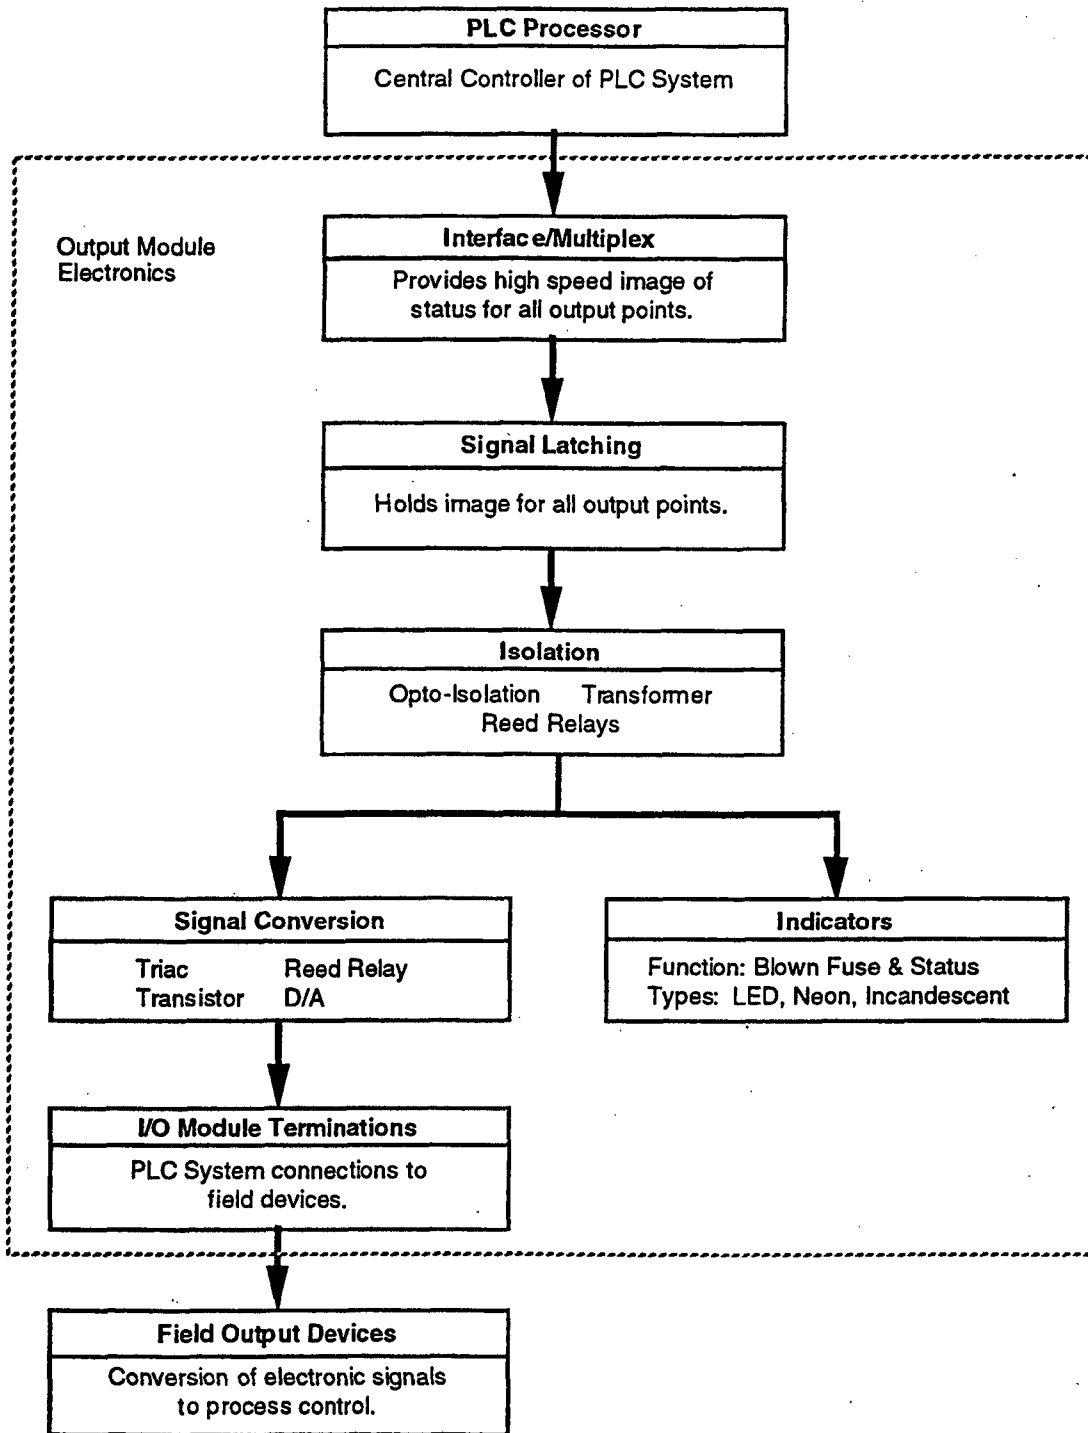 PLC Processor
Central Controller of PLC System
Output Module
Electronics
Interface/Multiplex
Provides high speed image of
status for all output points.
Signal Latching
Holds image for all output points.
Isolation
Opto-Isolation Transformer
Reed Relays
Signal Conversion
Triac Reed Relay
Transistor D/A
Indicators
Function: Blown Fuse & Status
Types: LED, Neon, Incandescent
I/O Module Terminations
PLC System connections to
field devices.
Field Output Devices
Conversion of electronic signals
to process control.